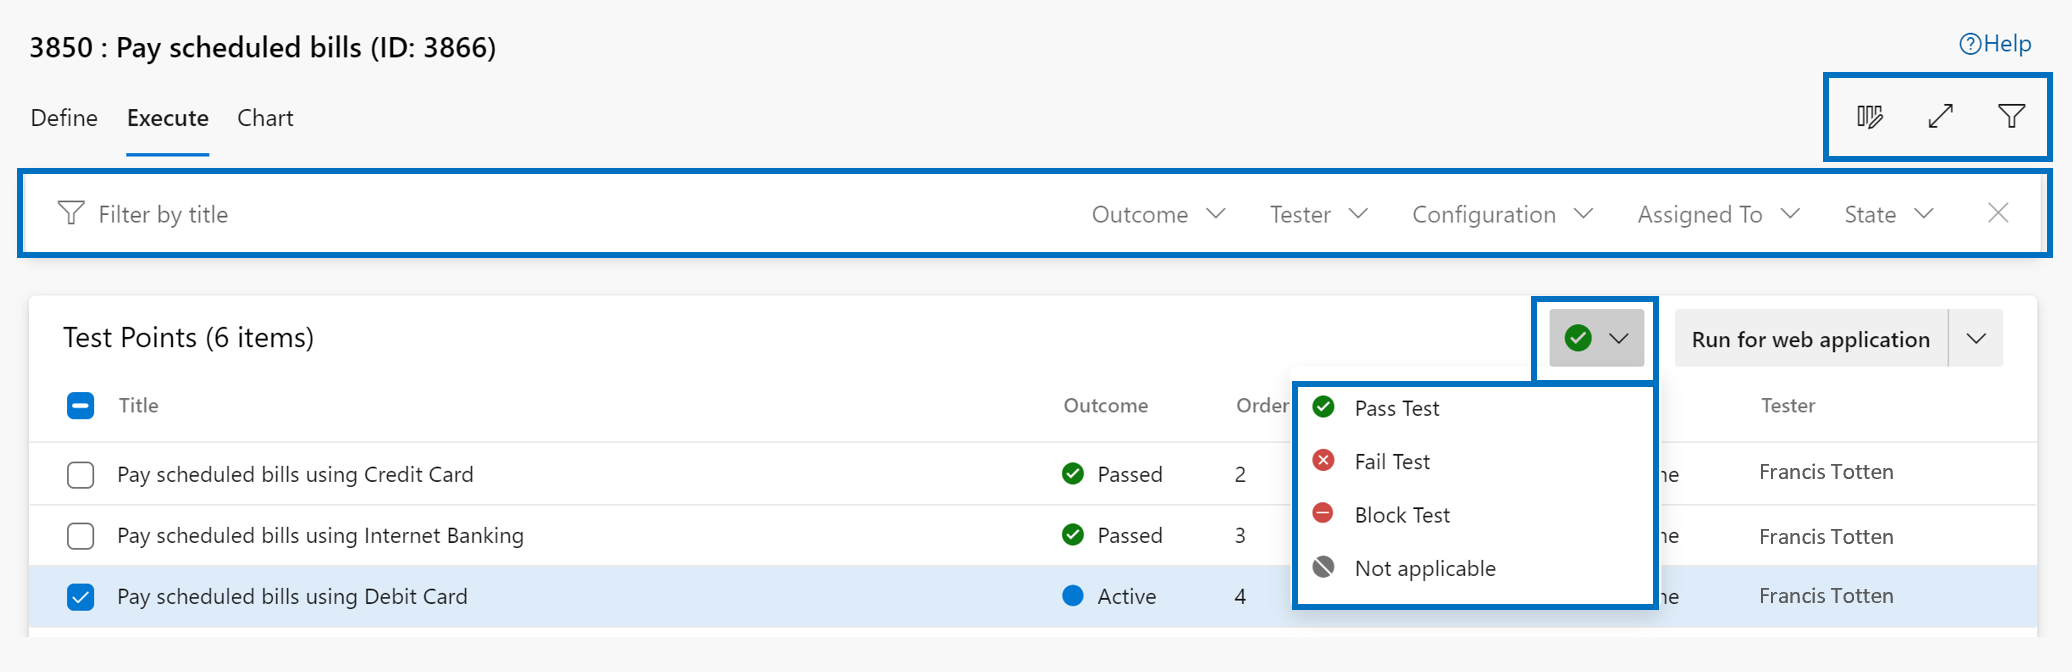 3850 : Pay scheduled bills (ID: 3866)
Help
Define Execute Chart
Filter by title Outcome Tester Configuration Assigned To State
Test Points (6 items) Run for web application
Title Outcome Order Tester
Pass Test
Fail Test
Block Test
Not applicable
Pay scheduled bills using Credit Card Passed 2 ne Francis Totten
Pay scheduled bills using Internet Banking Passed 3 ne Francis Totten
Pay scheduled bills using Debit Card Active 4 ne Francis Totten